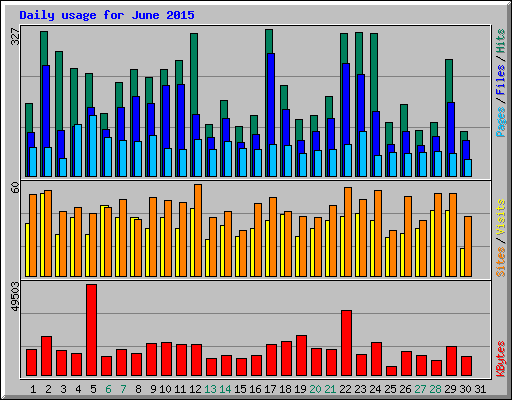 Daily usage for June 2015
327
Pages / Files / Hits
60
Sites / Visits
49503
KBytes
1 2 3 4 5 6 7 8 9 10 11 12 13 14 15 16 17 18 19 20 21 22 23 24 25 26 27 28 29 30 31